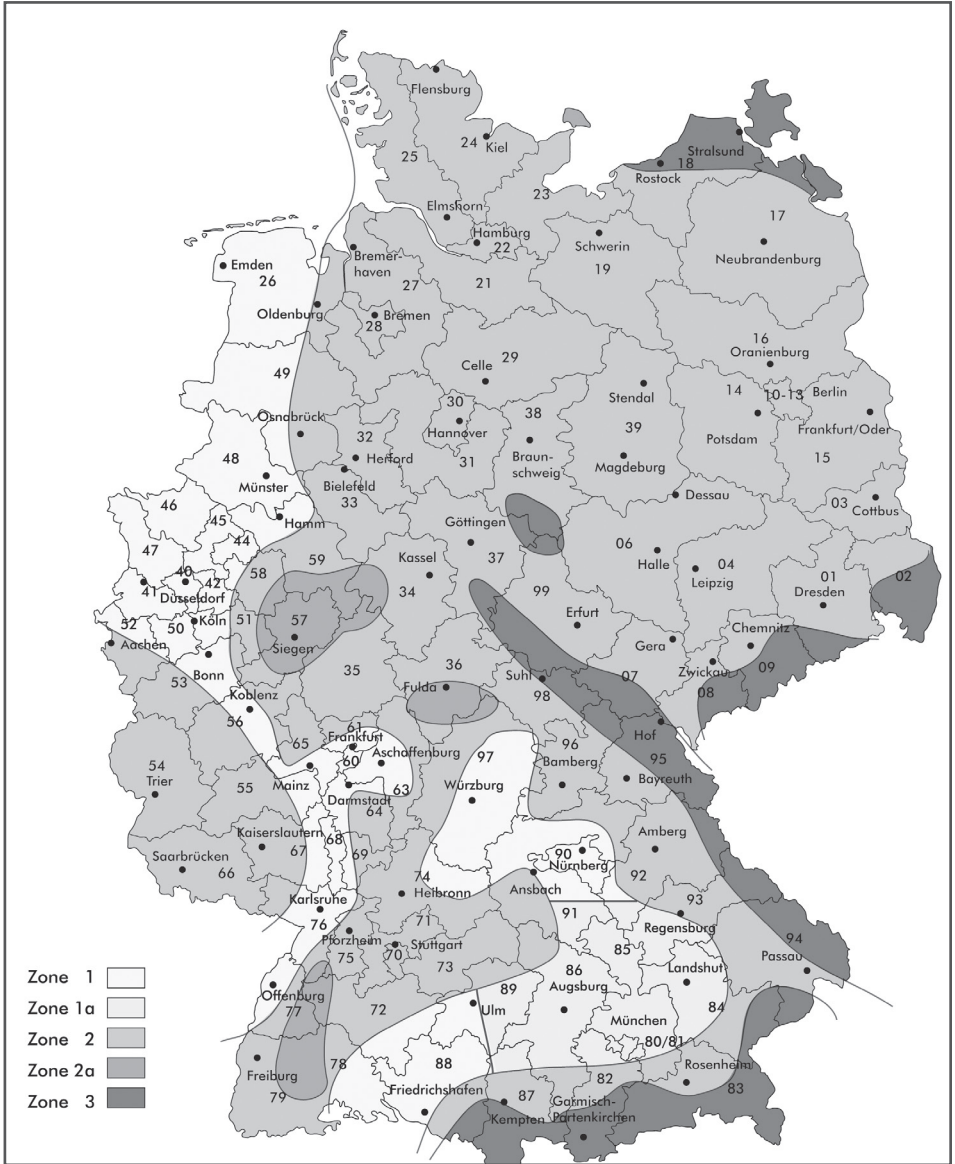 Flensburg
24 Kiel
25
Stralsund
18
Rostock
23
Elmshorn
Hamburg
22
17
Schwerin
19
Neubrandenburg
Emden
26
Bremer-
haven
27
21
Oldenburg
28 Bremen
16
Oranienburg
29
Celle
49
14
10-13 Berlin
Stendal
30
38
Hannover
Osnabrück
39
Potsdam
Frankfurt/Oder
32
Herford
31
Braun-
schweig
Magdeburg
15
48
Münster
Bielefeld
33
Dessau
03
Cottbus
46
45
Hamm
Göttingen
44
47
59
Kassel
37
06
Halle
04
Leipzig
01
Dresden
02
58
40
42
41
Düsseldorf
34
99
52
50
Köln
51
57
Siegen
Erfurt
Chemnitz
Aachen
Gera
Bonn
53
35
36
Suhl
07
Zwickau
09
08
Koblenz
Fulda
98
56
61
Frankfurt
65
60
Aschaffenburg
97
96
Bamberg
Hof
95
54
Trier
55
Mainz
63
Würzburg
Bayreuth
Darmstadt
64
Kaiserslautern
67
68
69
Amberg
Saarbrücken
66
90
Nürnberg
74
Heilbronn
Ansbach
92
Karlsruhe
76
71
91
93
Regensburg
Pforzheim
75
70
Stuttgart
73
85
94
Passau
86
Augsburg
Landshut
89
Offenburg
77
72
Ulm
84
München
80/81
Freiburg
78
88
Rosenheim
79
Friedrichshafen
82
83
87
Kempten
Garmisch-
Partenkirchen
Zone 1
Zone 1a
Zone 2
Zone 2a
Zone 3